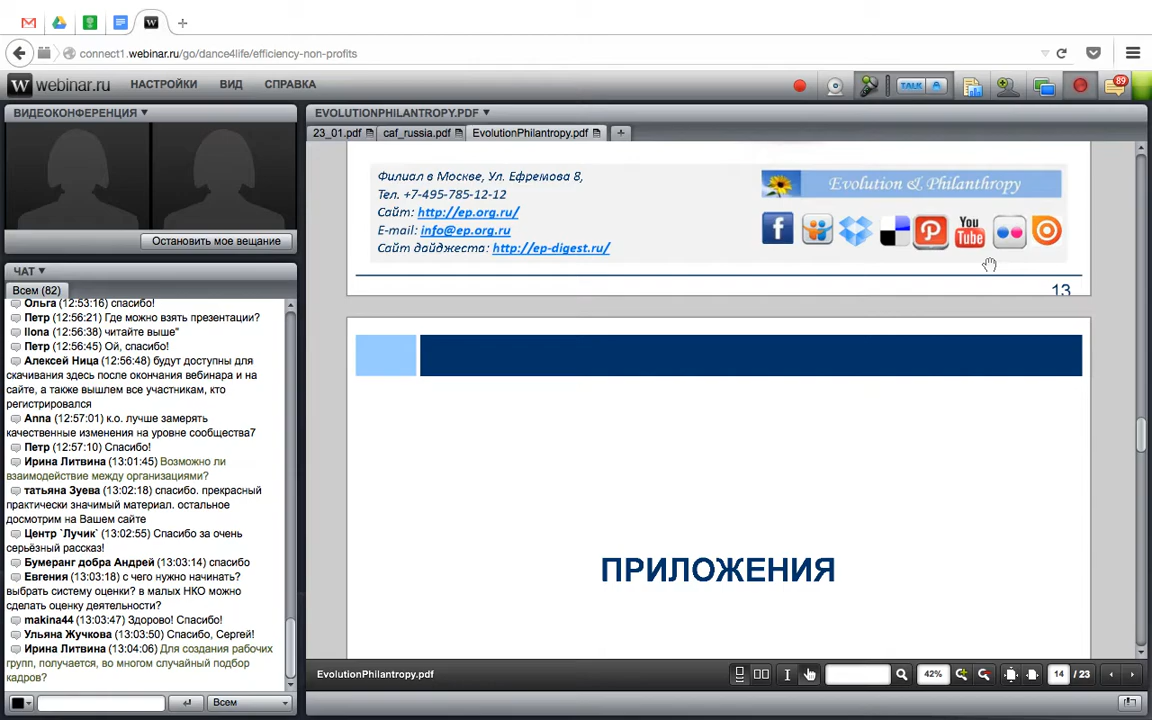 connect1.webinar.ru/go/dance4life/efficiency-non-profits
W webinar.ru НАСТРОЙКИ ВИД СПРАВКА TALK 89
ВИДЕОКОНФЕРЕНЦИЯ
Остановить мое вещание
ЧАТ
Всем (82)
Ольга (12:53:16) спасибо!
Петр (12:56:21) Где можно взять презентации?
Ilona (12:56:38) читайте выше"
Петр (12:56:45) Ой, спасибо!
Алексей Ница (12:56:48) будут доступны для
скачивания здесь после окончания вебинара и на
сайте, а также вышлем все участникам, кто
регистрировался
Anna (12:57:01) к.о. лучше замерять
качественные изменения на уровне сообщества7
Петр (12:57:10) Спасибо!
Ирина Литвина (13:01:45) Возможно ли
взаимодействие между организациями?
татьяна Зуева (13:02:18) спасибо. прекрасный
практически значимый материал. остальное
досмотрим на Вашем сайте
Центр `Лучик` (13:02:55) Спасибо за очень
серьёзный рассказ!
Бумеранг добра Андрей (13:03:14) спасибо
Евгения (13:03:18) с чего нужно начинать?
выбрать систему оценки? в малых НКО можно
сделать оценку деятельности?
makina44 (13:03:47) Здорово! Спасибо!
Ульяна Жучкова (13:03:50) Спасибо, Сергей!
Ирина Литвина (13:04:06) Для создания рабочих
групп, получается, во многом случайный подбор
кадров?
Всем
EVOLUTIONPHILANTROPY.PDF
23_01.pdf caf_russia.pdf EvolutionPhilantropy.pdf
Филиал в Москве, Ул. Ефремова 8,
Тел. +7-495-785-12-12
Сайт: http://ep.org.ru/
E-mail: info@ep.org.ru
Сайт дайджеста: http://ep-digest.ru/
Evolution & Philanthropy
You Tube
13
ПРИЛОЖЕНИЯ
EvolutionPhilantropy.pdf 42% 14 / 23